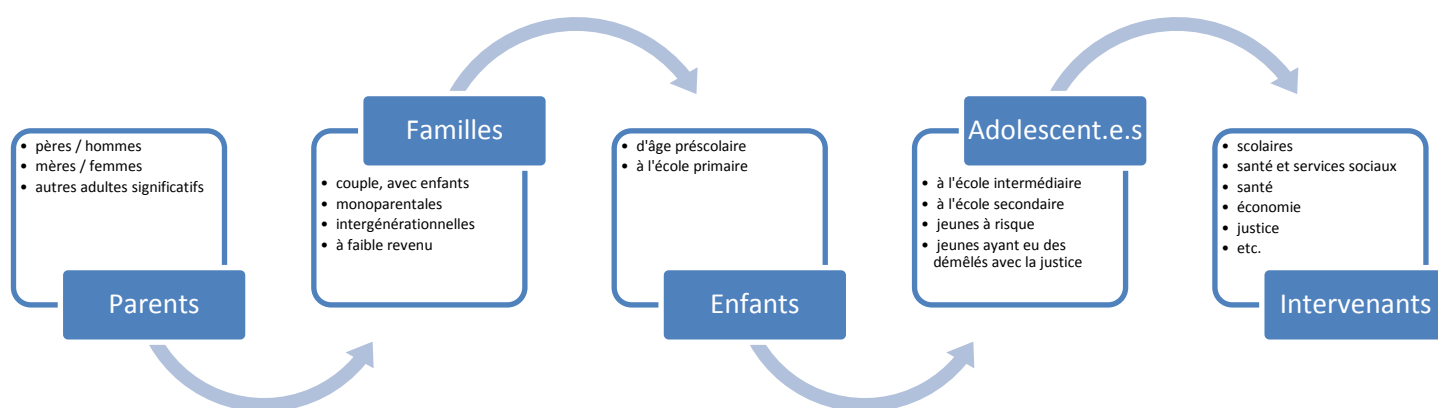 • pères / hommes
• mères / femmes
• autres adultes significatifs
Parents
Familles
• couple, avec enfants
• monoparentales
• intergénérationnelles
• à faible revenu
• d'âge préscolaire
• à l'école primaire
Enfants
Adolescent.e.s
• à l'école intermédiaire
• à l'école secondaire
• jeunes à risque
• jeunes ayant eu des
démêlés avec la justice
• scolaires
• santé et services sociaux
• santé
• économie
• justice
• etc.
Intervenants